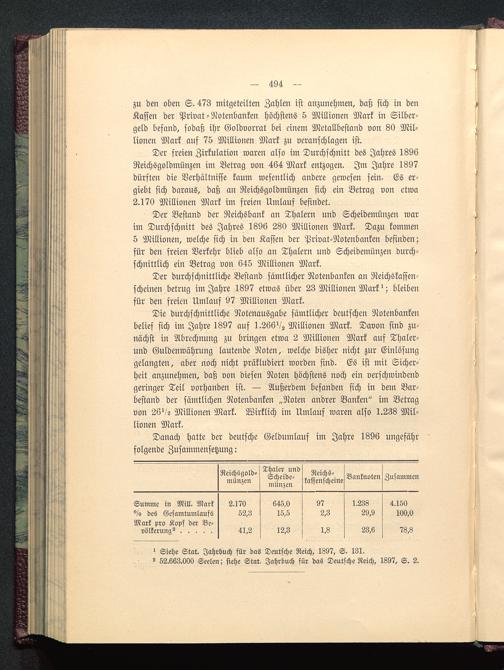 — 494 —
zu den oben S. 473 mitgeteilten Zahlen ist anzunehmen, daß sich in den
Kassen der Privat-Notenbanken höchstens 5 Millionen Mark in Silber-
geld befand, sodaß ihr Goldvorrat bei einem Metallbestand von 80 Mil-
lionen Mark auf 75 Millionen Mark zu veranschlagen ist.
Der freien Zirkulation waren also im Durchschnitt des Jahres 1896
Reichsgoldmünzen im Betrag von 464 Mark entzogen. Im Jahre 1897
dürften die Verhältnisse kaum wesentlich andere gewesen sein. Es er-
giebt sich daraus, daß an Reichsgoldmünzen sich ein Betrag von etwa
2.170 Millionen Mark im freien Umlauf befindet.
Der Bestand der Reichsbank an Thalern und Scheidemünzen war
im Durchschnitt des Jahres 1896 280 Millionen Mark. Dazu kommen
5 Millionen, welche sich in den Kassen der Privat-Notenbanken befinden;
für den freien Verkehr blieb also an Thalern und Scheidemünzen durch-
schnittlich ein Betrag von 645 Millionen Mark.
Der durchschnittliche Bestand sämtlicher Notenbanken an Reichskassen-
scheinen betrug im Jahre 1897 etwas über 23 Millionen Mark¹; bleiben
für den freien Umlauf 97 Millionen Mark.
Die durchschnittliche Notenausgabe sämtlicher deutschen Notenbanken
belief sich im Jahre 1897 auf 1.266¹/₂ Millionen Mark. Davon sind zu-
nächst in Abrechnung zu bringen etwa 2 Millionen Mark auf Thaler-
und Guldenwährung lautende Noten, welche bisher nicht zur Einlösung
gelangten, aber noch nicht präkludiert worden sind. Es ist mit Sicher-
heit anzunehmen, daß von diesen Noten höchstens noch ein verschwindend
geringer Teil vorhanden ist. — Außerdem befanden sich in dem Bar-
bestand der sämtlichen Notenbanken „Noten andrer Banken“ im Betrag
von 26¹/₂ Millionen Mark. Wirklich im Umlauf waren also 1.238 Mil-
lionen Mark.
Danach hatte der deutsche Geldumlauf im Jahre 1896 ungefähr
folgende Zusammensetzung:
Reichsgold-
münzen
Thaler und
Scheide-
münzen
Reichs-
kassenscheine
Banknoten
Zusammen
Summe in Mill. Mark 2.170 645,0 97 1.238 4.150
% des Gesamtumlaufs 52,3 15,5 2,3 29,9 100,0
Mark pro Kopf der Be-
völkerung² . . . . . 41,2 12,3 1,8 23,6 78,8
¹ Siehe Stat. Jahrbuch für das Deutsche Reich, 1897, S. 131.
² 52.663.000 Seelen; siehe Stat. Jahrbuch für das Deutsche Reich, 1897, S. 2.